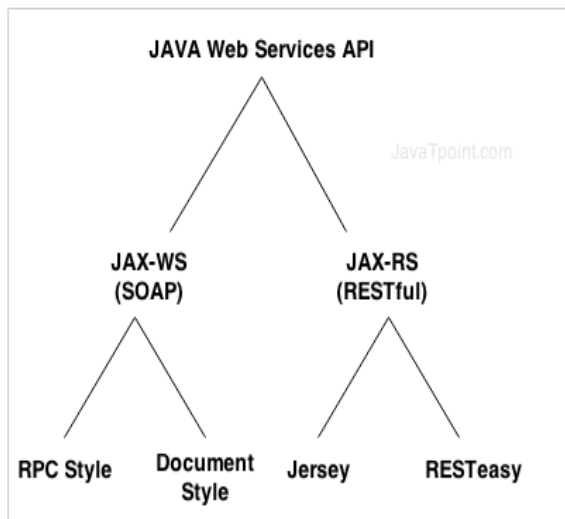 JAVA Web Services API
JavaTpoint.com
JAX-WS
(SOAP)
JAX-RS
(RESTful)
RPC Style
Document
Style
Jersey
RESTeasy